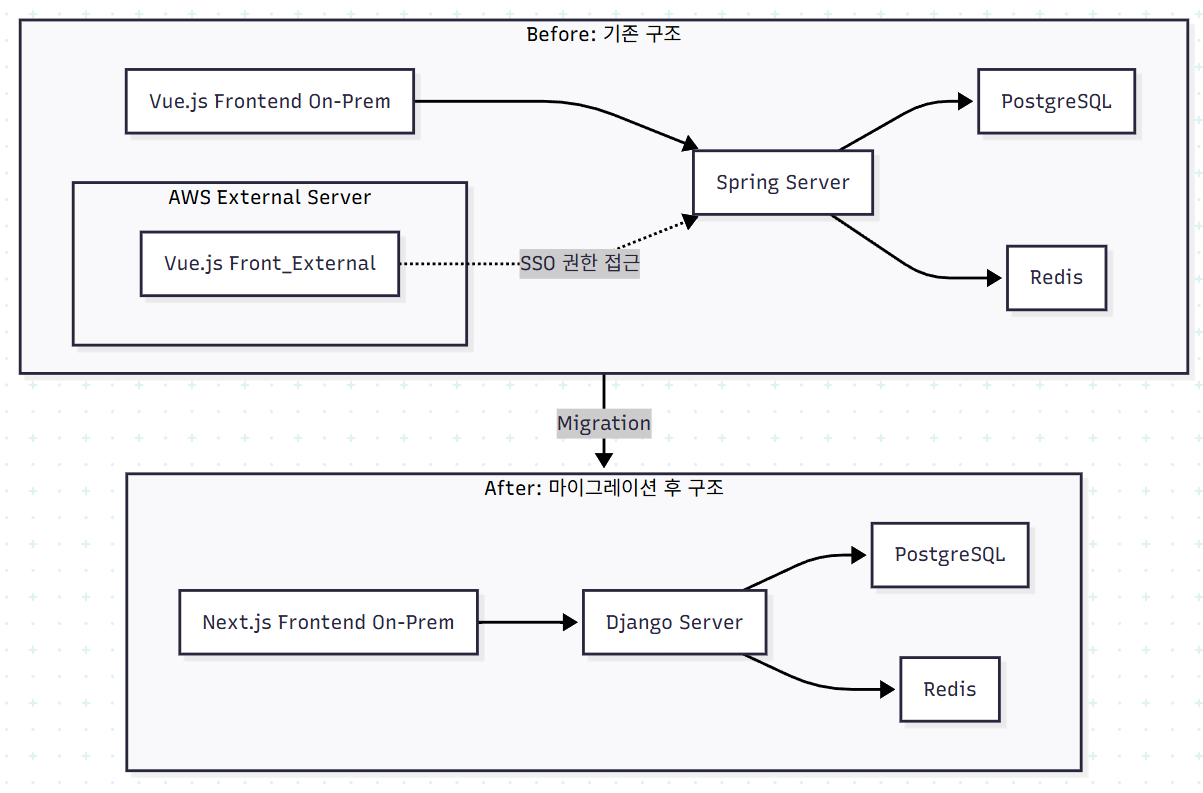 Before: 기존 구조
Vue.js Frontend On-Prem
PostgreSQL
Spring Server
AWS External Server
Vue.js Front_External
SSO 권한 접근
Redis
Migration
After: 마이그레이션 후 구조
PostgreSQL
Next.js Frontend On-Prem
Django Server
Redis